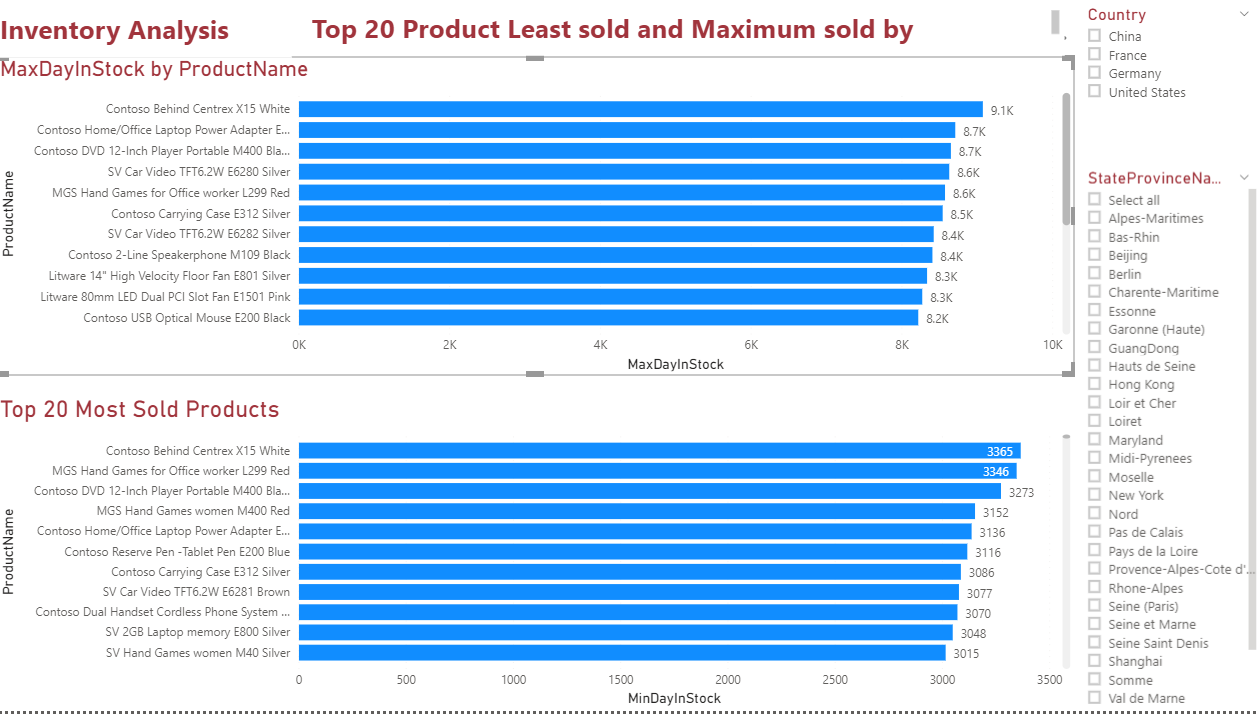 Inventory Analysis
Top 20 Product Least sold and Maximum sold by
MaxDayInStock by ProductName
ProductName
Contoso Behind Centrex X15 White 9.1K
Contoso Home/Office Laptop Power Adapter E... 8.7K
Contoso DVD 12-Inch Player Portable M400 Bla... 8.7K
SV Car Video TFT6.2W E6280 Silver 8.6K
MGS Hand Games for Office worker L299 Red 8.6K
Contoso Carrying Case E312 Silver 8.5K
SV Car Video TFT6.2W E6282 Silver 8.4K
Contoso 2-Line Speakerphone M109 Black 8.4K
Litware 14" High Velocity Floor Fan E801 Silver 8.3K
Litware 80mm LED Dual PCI Slot Fan E1501 Pink 8.3K
Contoso USB Optical Mouse E200 Black 8.2K
0K 2K 4K 6K 8K 10K
MaxDayInStock
Top 20 Most Sold Products
ProductName
Contoso Behind Centrex X15 White 3365
MGS Hand Games for Office worker L299 Red 3346
Contoso DVD 12-Inch Player Portable M400 Bla... 3273
MGS Hand Games women M400 Red 3152
Contoso Home/Office Laptop Power Adapter E... 3136
Contoso Reserve Pen -Tablet Pen E200 Blue 3116
Contoso Carrying Case E312 Silver 3086
SV Car Video TFT6.2W E6281 Brown 3077
Contoso Dual Handset Cordless Phone System ... 3070
SV 2GB Laptop memory E800 Silver 3048
SV Hand Games women M40 Silver 3015
0 500 1000 1500 2000 2500 3000 3500
MinDayInStock
Country
China
France
Germany
United States
StateProvinceNa...
Select all
Alpes-Maritimes
Bas-Rhin
Beijing
Berlin
Charente-Maritime
Essonne
Garonne (Haute)
GuangDong
Hauts de Seine
Hong Kong
Loir et Cher
Loiret
Maryland
Midi-Pyrenees
Moselle
New York
Nord
Pas de Calais
Pays de la Loire
Provence-Alpes-Cote d'...
Rhone-Alpes
Seine (Paris)
Seine et Marne
Seine Saint Denis
Shanghai
Somme
Val de Marne